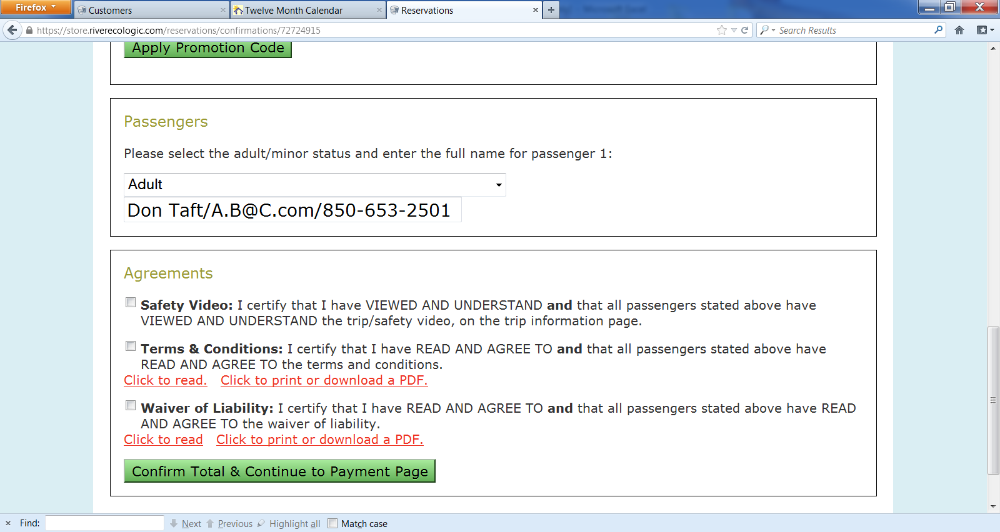 Firefox
Customers
Twelve Month Calendar
Reservations
https://store.riverecologic.com/reservations/confirmations/72724915
Search Results
Apply Promotion Code
Passengers
Please select the adult/minor status and enter the full name for passenger 1:
Adult
Don Taft/A.B@C.com/850-653-2501
Agreements
Safety Video: I certify that I have VIEWED AND UNDERSTAND and that all passengers stated above have
VIEWED AND UNDERSTAND the trip/safety video, on the trip information page.
Terms & Conditions: I certify that I have READ AND AGREE TO and that all passengers stated above have
READ AND AGREE TO the terms and conditions.
Click to read. Click to print or download a PDF.
Waiver of Liability: I certify that I have READ AND AGREE TO and that all passengers stated above have READ
AND AGREE TO the waiver of liability.
Click to read Click to print or download a PDF.
Confirm Total & Continue to Payment Page
Find: Next Previous Highlight all Match case